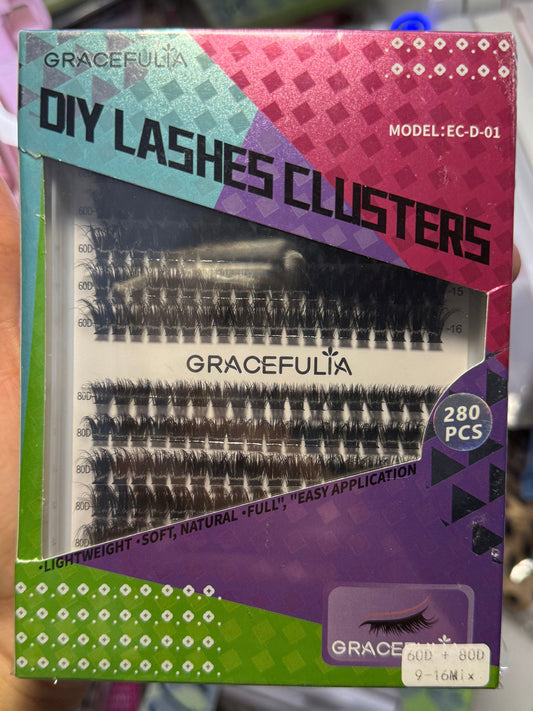 GRACEFULIA
DIY LASHES CLUSTERS
MODEL:EC-D-01
60D
60D
60D
-15
60D
-16
GRACEFULIA
80D
80D
80D
80D
280
PCS
•LIGHTWEIGHT •SOFT, NATURAL •FULL", "EASY APPLICATION
GRACEFULIA
60D + 80D
9-16Mix